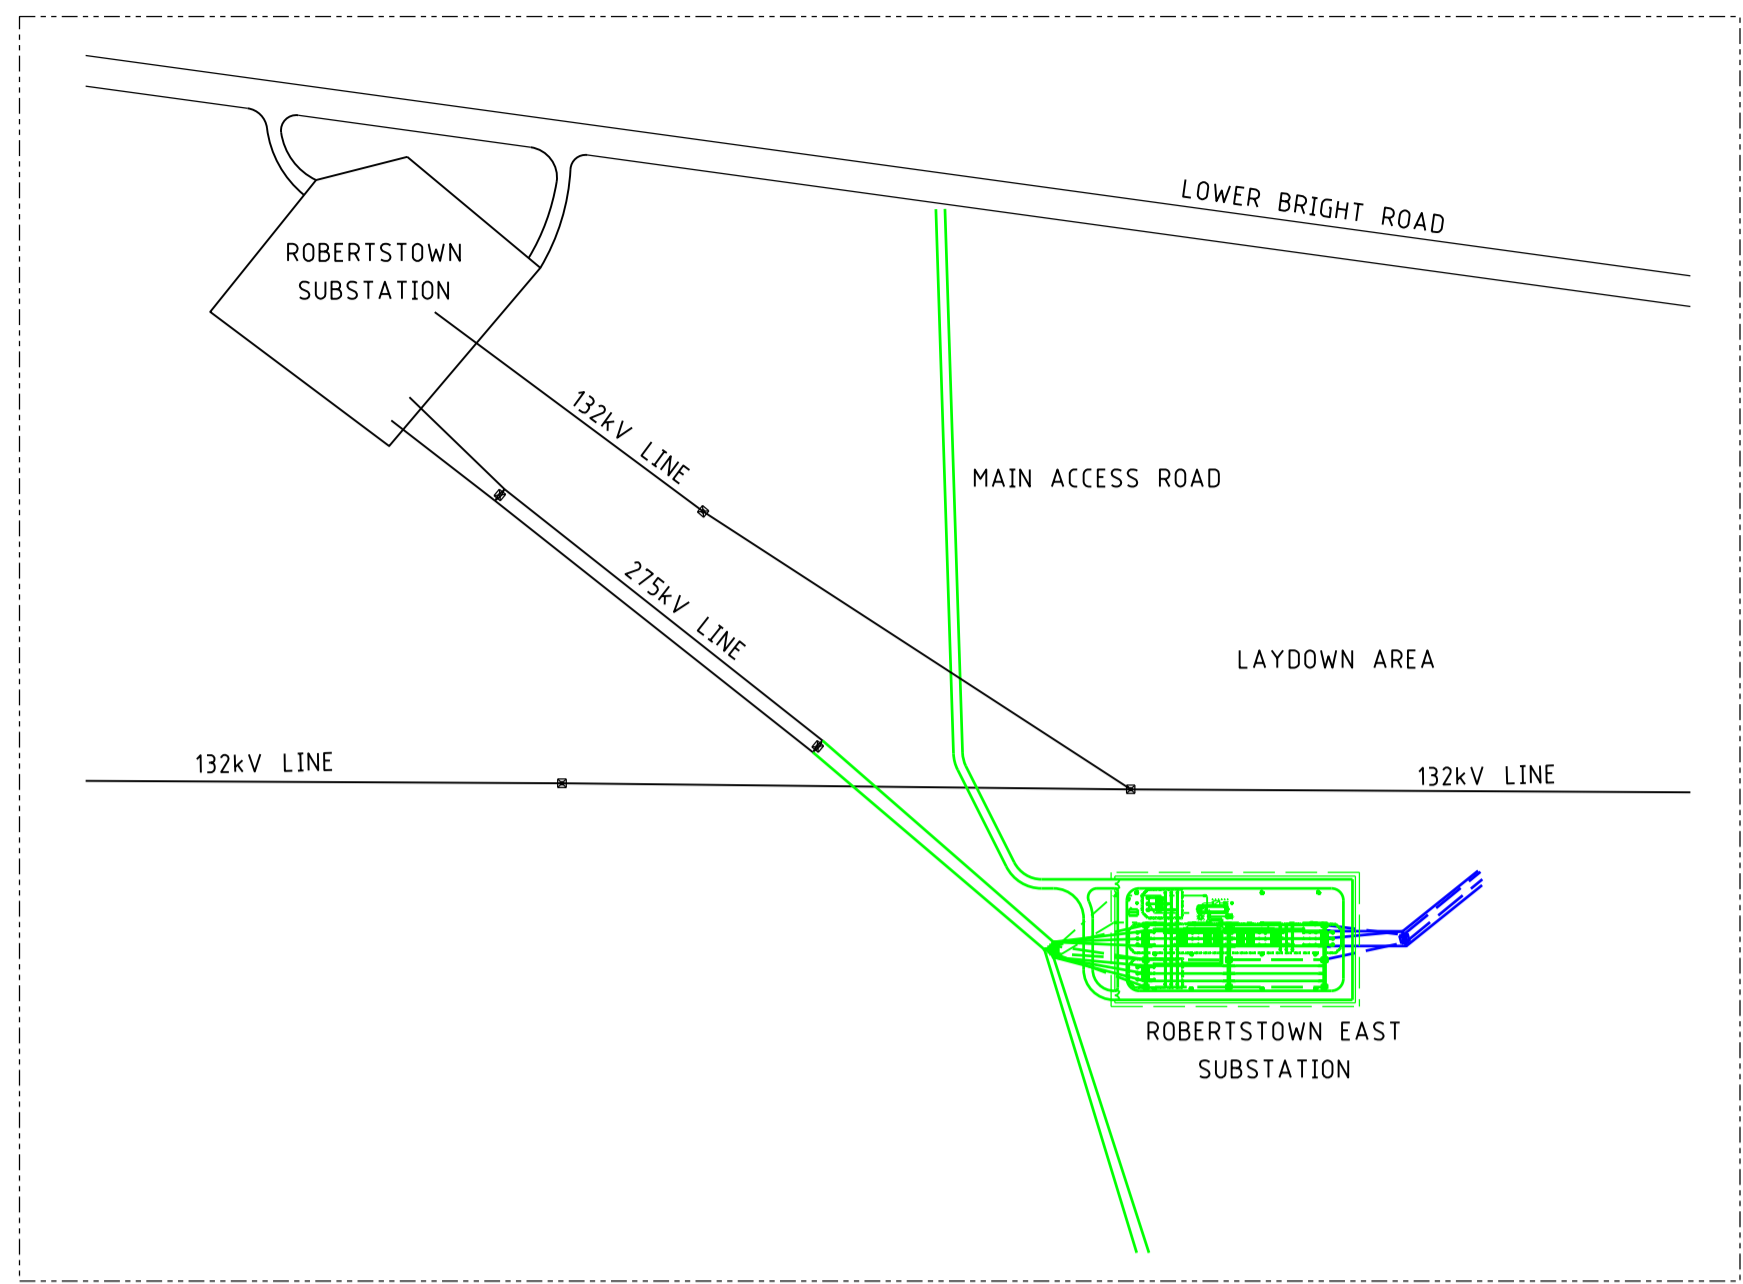 LOWER BRIGHT ROAD
ROBERTSTOWN
SUBSTATION
132kV LINE
MAIN ACCESS ROAD
275kV LINE
LAYDOWN AREA
132kV LINE
132kV LINE
ROBERTSTOWN EAST
SUBSTATION